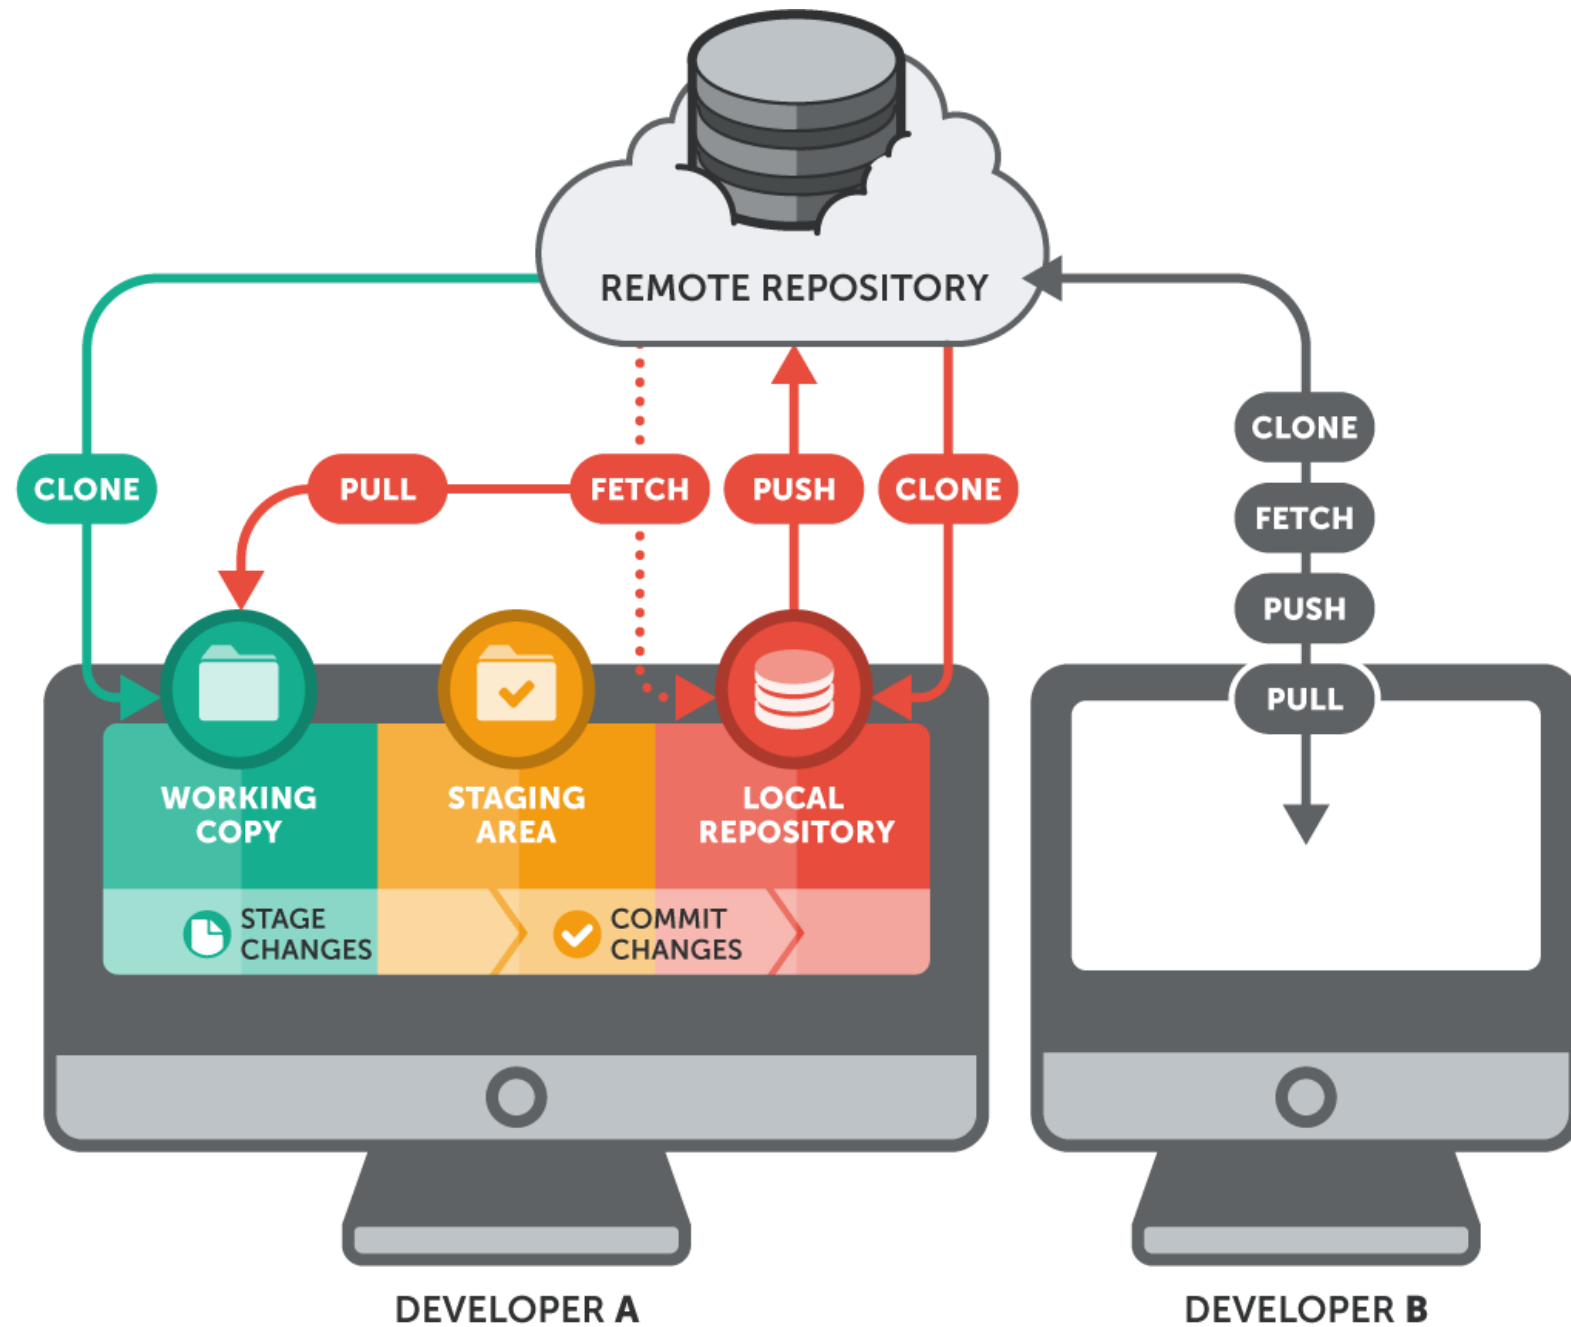 REMOTE REPOSITORY
CLONE
PULL
FETCH
PUSH
CLONE
CLONE
FETCH
PUSH
PULL
WORKING
COPY
STAGING
AREA
LOCAL
REPOSITORY
STAGE
CHANGES
COMMIT
CHANGES
DEVELOPER A
DEVELOPER B